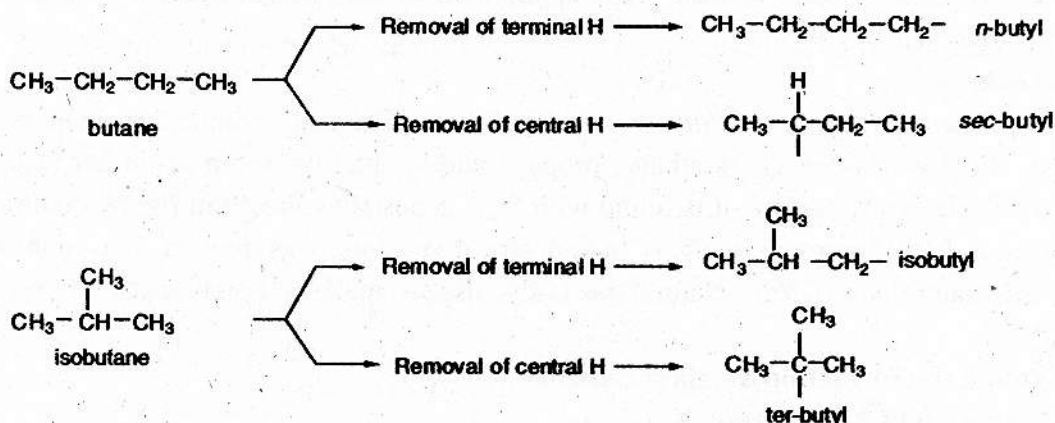 Removal of terminal H CH₃–CH₂–CH₂–CH₂– n-butyl
CH₃–CH₂–CH₂–CH₃
butane
H
Removal of central H CH₃–C–CH₂–CH₃ sec-butyl
CH₃
Removal of terminal H CH₃–CH–CH₂– isobutyl
CH₃
CH₃–CH–CH₃
isobutane
CH₃
Removal of central H CH₃–C–CH₃
ter-butyl